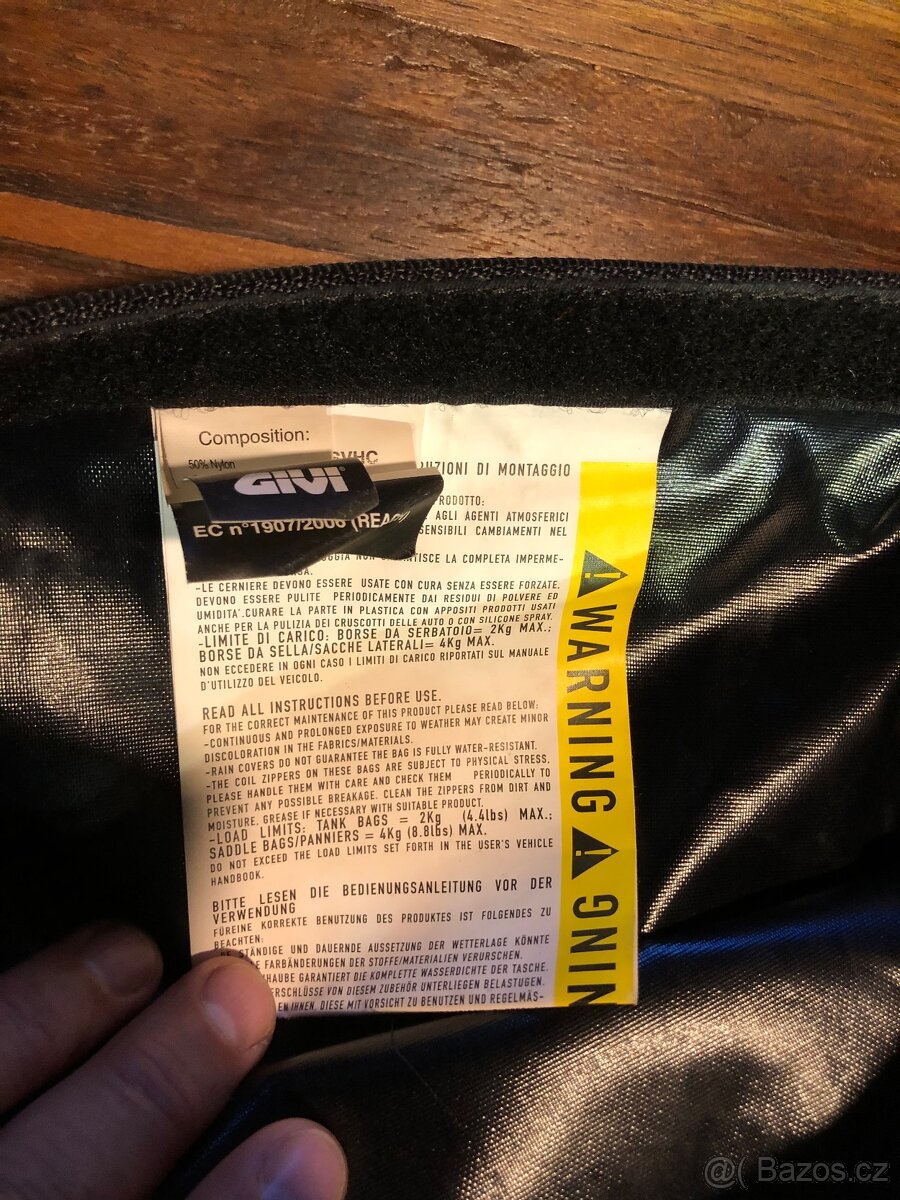 Composition:
50% Nylon
SVHC
GIVI
EC n°1907/2006 (REACH)
UZIONI DI MONTAGGIO
RODOTTO:
AGLI AGENTI ATMOSFERICI
SENSIBILI CAMBIAMENTI NEL
OGGIA NON GARANTISCE LA COMPLETA IMPERME-
SA.
-LE CERNIERE DEVONO ESSERE USATE CON CURA SENZA ESSERE FORZATE.
DEVONO ESSERE PULITE PERIODICAMENTE DAI RESIDUI DI POLVERE ED
UMIDITA'.CURARE LA PARTE IN PLASTICA CON APPOSITI PRODOTTI USATI
ANCHE PER LA PULIZIA DEI CRUSCOTTI DELLE AUTO O CON SILICONE SPRAY.
-LIMITE DI CARICO: BORSE DA SERBATOIO= 2Kg MAX.;
BORSE DA SELLA/SACCHE LATERALI= 4Kg MAX.
NON ECCEDERE IN OGNI CASO I LIMITI DI CARICO RIPORTATI SUL MANUALE
D'UTILIZZO DEL VEICOLO.
READ ALL INSTRUCTIONS BEFORE USE.
FOR THE CORRECT MAINTENANCE OF THIS PRODUCT PLEASE READ BELOW:
-CONTINUOUS AND PROLONGED EXPOSURE TO WEATHER MAY CREATE MINOR
DISCOLORATION IN THE FABRICS/MATERIALS.
-RAIN COVERS DO NOT GUARANTEE THE BAG IS FULLY WATER-RESISTANT.
-THE COIL ZIPPERS ON THESE BAGS ARE SUBJECT TO PHYSICAL STRESS.
PLEASE HANDLE THEM WITH CARE AND CHECK THEM PERIODICALLY TO
PREVENT ANY POSSIBLE BREAKAGE. CLEAN THE ZIPPERS FROM DIRT AND
MOISTURE. GREASE IF NECESSARY WITH SUITABLE PRODUCT.
-LOAD LIMITS: TANK BAGS = 2Kg (4.4lbs) MAX.;
SADDLE BAGS/PANNIERS = 4Kg (8.8lbs) MAX.
DO NOT EXCEED THE LOAD LIMITS SET FORTH IN THE USER'S VEHICLE
HANDBOOK.
BITTE LESEN DIE BEDIENUNGSANLEITUNG VOR DER
VERWENDUNG
FÜREINE KORREKTE BENUTZUNG DES PRODUKTES IST FOLGENDES ZU
BEACHTEN:
STÄNDIGE UND DAUERNDE AUSSETZUNG DER WETTERLAGE KÖNNTE
FARBÄNDERUNGEN DER STOFFE/MATERIALIEN VERURSCHEN.
HAUBE GARANTIERT DIE KOMPLETTE WASSERDICHTE DER TASCHE.
ERSCHLÜSSE VON DIESEM ZUBEHÖR UNTERLIEGEN BELASTUGEN.
EN IHNEN, DIESE MIT VORSICHT ZU BENUTZEN UND REGELMÄS-
WARNING
NING
@( Bazos.cz